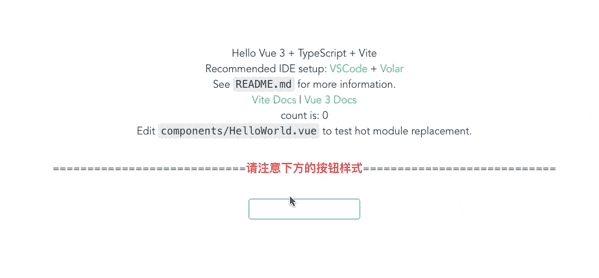 Hello Vue 3 + TypeScript + Vite
Recommended IDE setup: VSCode + Volar
See README.md for more information.
Vite Docs | Vue 3 Docs
count is: 0
Edit components/HelloWorld.vue to test hot module replacement.
============================请注意下方的按钮样式============================